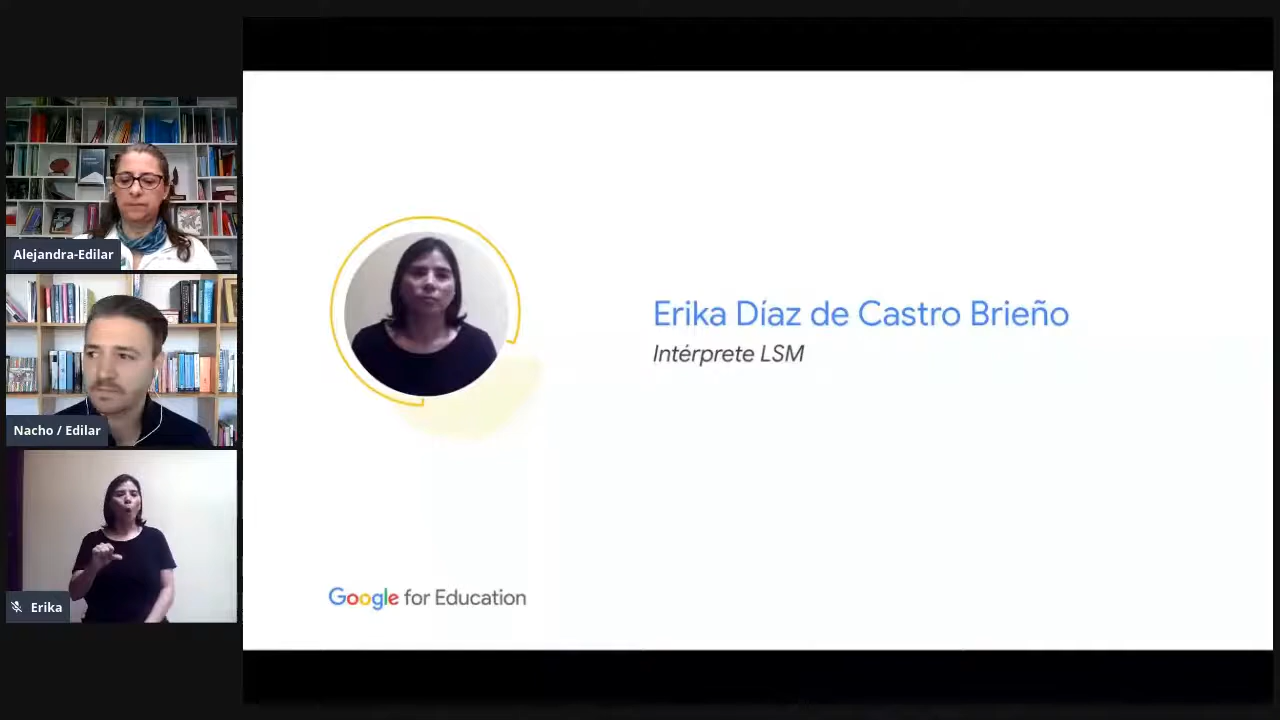 Alejandra-Edilar
Nacho / Edilar
Erika
Erika Díaz de Castro Brieño
Intérprete LSM
Google for Education